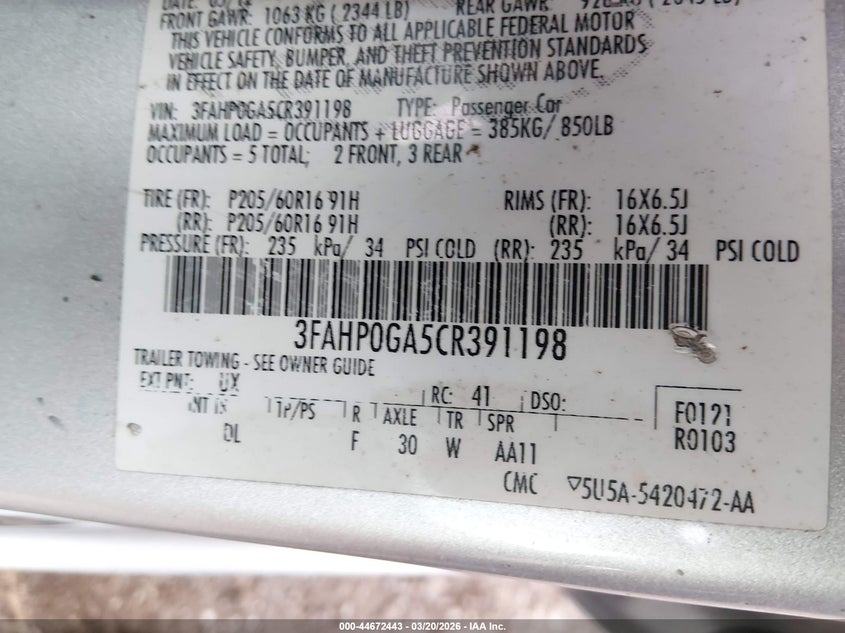 FRONT GAWR: 1063 KG ( 2344 LB) REAR GAWR:
THIS VEHICLE CONFORMS TO ALL APPLICABLE FEDERAL MOTOR
VEHICLE SAFETY, BUMPER, AND THEFT PREVENTION STANDARDS
IN EFFECT ON THE DATE OF MANUFACTURE SHOWN ABOVE.
VIN: 3FAHP0GA5CR391198 TYPE: Passenger Car
MAXIMUM LOAD = OCCUPANTS + LUGGAGE = 385KG/ 850LB
OCCUPANTS = 5 TOTAL; 2 FRONT, 3 REAR
TIRE (FR): P205/60R16 91H RIMS (FR): 16X6.5J
(RR): P205/60R16 91H (RR): 16X6.5J
PRESSURE (FR): 235 kPa/ 34 PSI COLD (RR): 235 kPa/ 34 PSI COLD
3FAHP0GA5CR391198
TRAILER TOWING - SEE OWNER GUIDE
EXT PNT: UX RC: 41 DSO:
TP/PS R AXLE TR SPR F0121
DL F 30 W AA11 R0103
CMC ▽5U5A-5420472-AA
000-44672443 | 03/20/2026 – IAA Inc.